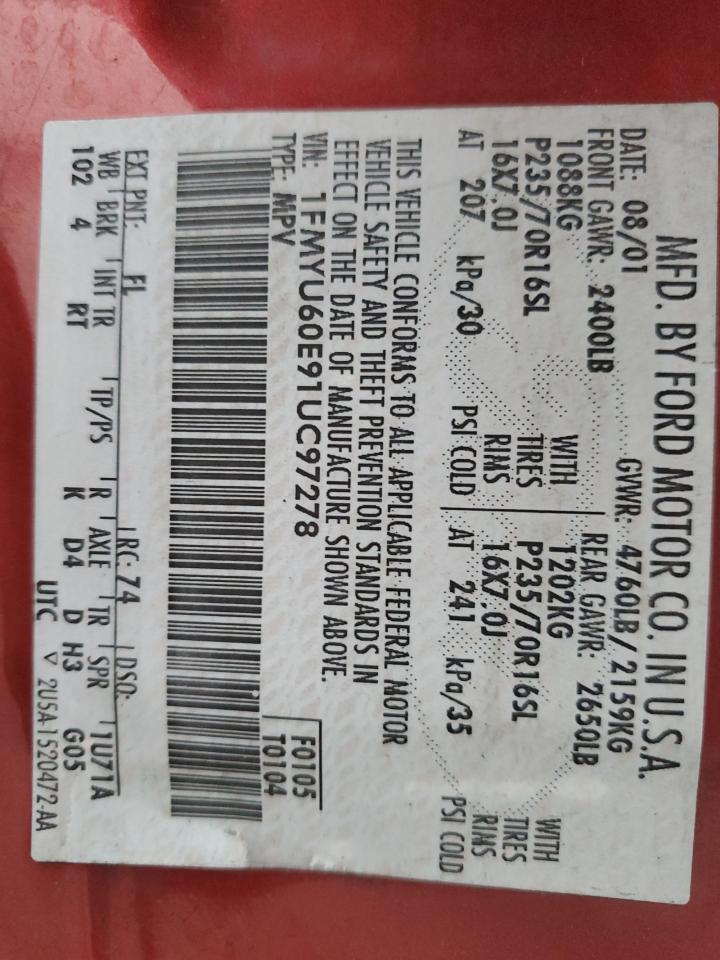 MFD. BY FORD MOTOR CO. IN U.S.A.
DATE: 08/01 GVWR: 4760LB/2159KG
FRONT GAWR: 2400LB REAR GAWR: 2650LB
1088KG WITH 1202KG WITH
P235/70R16SL TIRES P235/70R16SL TIRES
16X7.0J RIMS 16X7.0J RIMS
AT 207 kPa/30 PSI COLD AT 241 kPa/35 PSI COLD
THIS VEHICLE CONFORMS TO ALL APPLICABLE FEDERAL MOTOR
VEHICLE SAFETY AND THEFT PREVENTION STANDARDS IN
EFFECT ON THE DATE OF MANUFACTURE SHOWN ABOVE.
VIN: 1FMYU60E91UC97278 F0105
TYPE: MPV T0104
EXT PNT: FL RC: 74 DSO:
WB BRK INT TR TP/PS R AXLE TR SPR 1U71A
102 4 RT K D4 D H3 G05
UTC ▽ 2U5A-1520472-AA